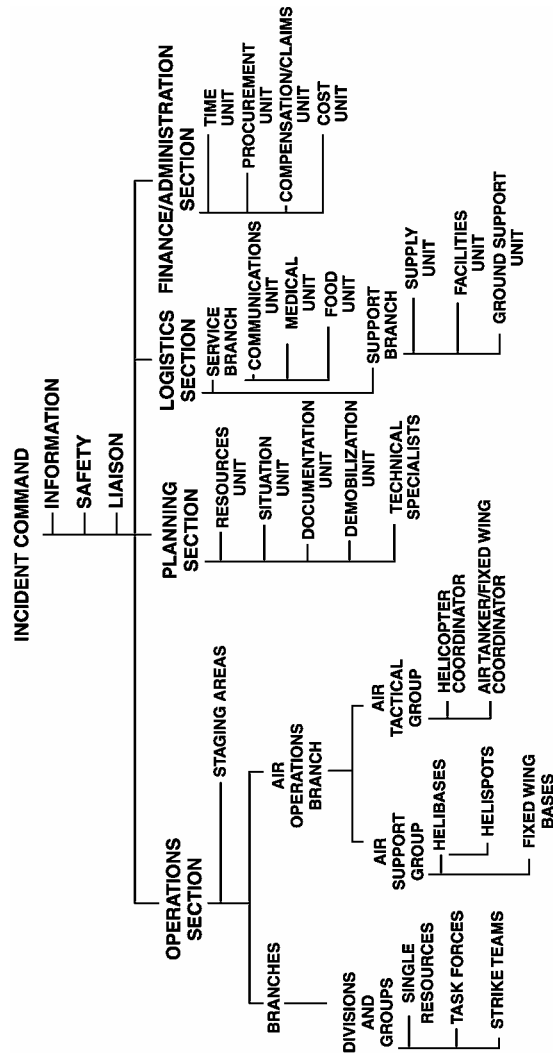 INCIDENT COMMAND
INFORMATION
SAFETY
LIAISON
OPERATIONS
SECTION
STAGING AREAS
BRANCHES
DIVISIONS
AND
GROUPS
SINGLE
RESOURCES
TASK FORCES
STRIKE TEAMS
AIR
OPERATIONS
BRANCH
AIR
SUPPORT
GROUP
HELIBASES
HELISPOTS
FIXED WING
BASES
AIR
TACTICAL
GROUP
HELICOPTER
COORDINATOR
AIR TANKER/FIXED WING
COORDINATOR
PLANNING
SECTION
RESOURCES
UNIT
SITUATION
UNIT
DOCUMENTATION
UNIT
DEMOBILIZATION
UNIT
TECHNICAL
SPECIALISTS
LOGISTICS
SECTION
SERVICE
BRANCH
COMMUNICATIONS
UNIT
MEDICAL
UNIT
FOOD
UNIT
SUPPORT
BRANCH
SUPPLY
UNIT
FACILITIES
UNIT
GROUND SUPPORT
UNIT
FINANCE/ADMINISTRATION
SECTION
TIME
UNIT
PROCUREMENT
UNIT
COMPENSATION/CLAIMS
UNIT
COST
UNIT